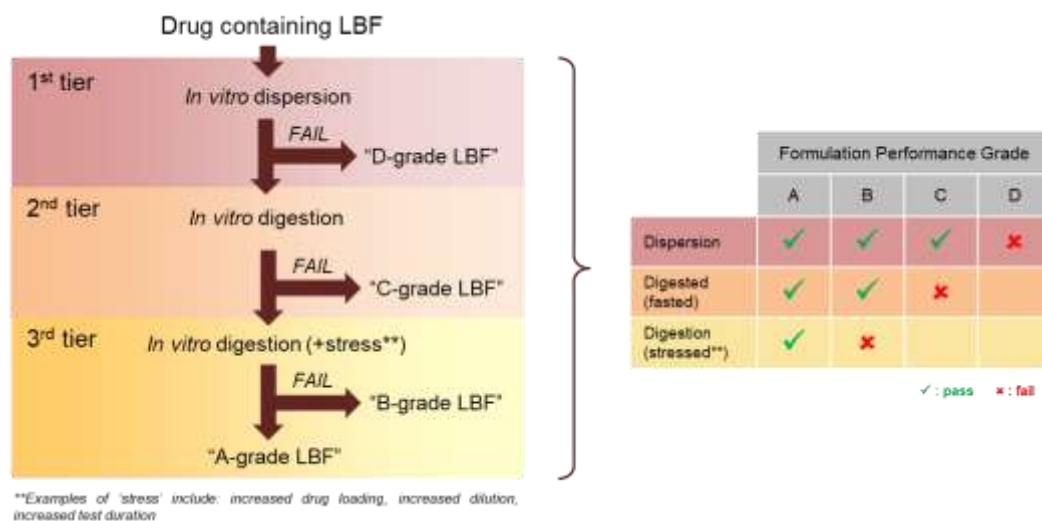 Drug containing LBF
1st tier
In vitro dispersion
FAIL
“D-grade LBF”
2nd tier
In vitro digestion
FAIL
“C-grade LBF”
3rd tier
In vitro digestion (+stress**)
FAIL
“B-grade LBF”
“A-grade LBF”
**Examples of ‘stress’ include: increased drug loading, increased dilution,
increased test duration
Formulation Performance Grade
A B C D
Dispersion ✓ ✓ ✓ ✗
Digested
(fasted) ✓ ✓ ✗
Digestion
(stressed**) ✓ ✗
✓ : pass ✗ : fail